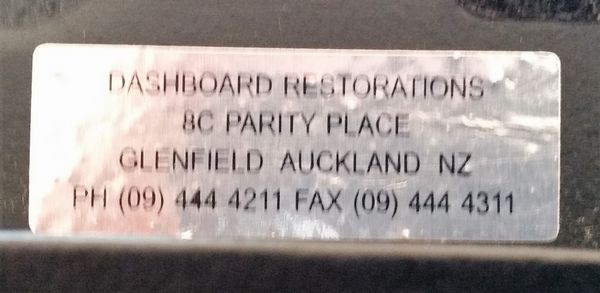 DASHBOARD RESTORATIONS
8C PARITY PLACE
GLENFIELD AUCKLAND NZ
PH (09) 444 4211 FAX (09) 444 4311